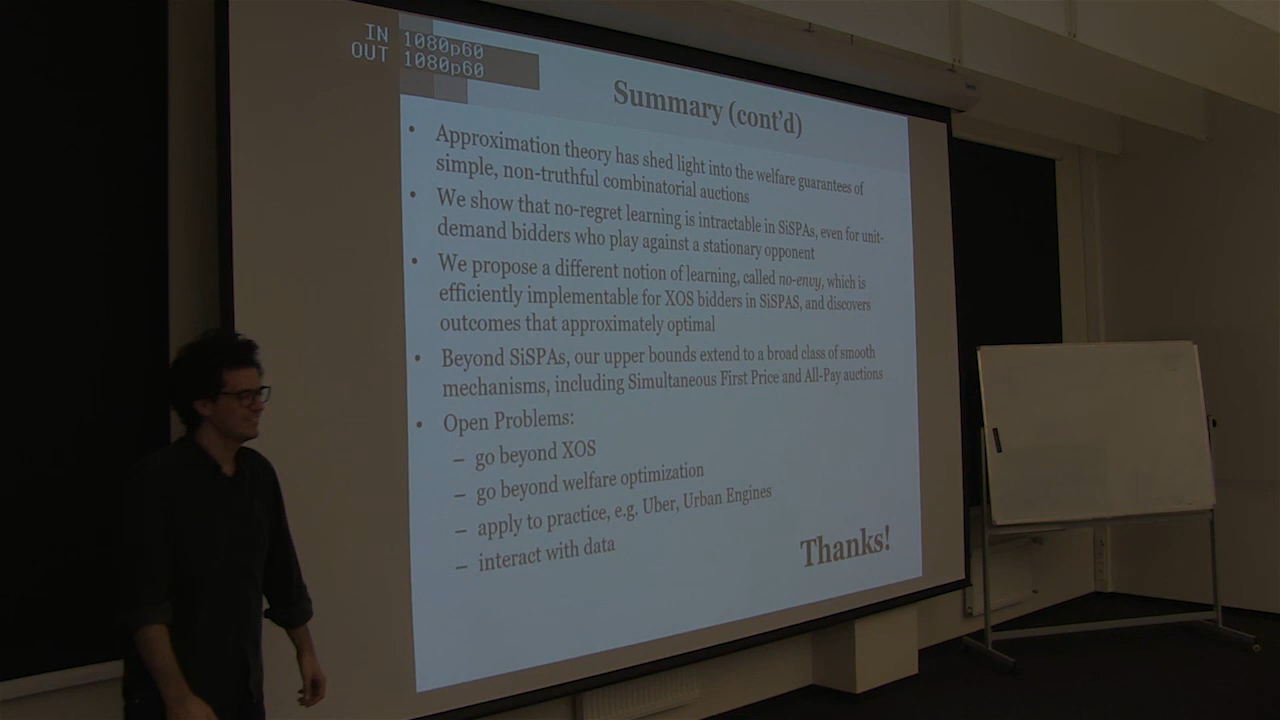 IN 1080p60
OUT 1080p60
Summary (cont'd)
• Approximation theory has shed light into the welfare guarantees of
simple, non-truthful combinatorial auctions
• We show that no-regret learning is intractable in SiSPAs, even for unit-
demand bidders who play against a stationary opponent
• We propose a different notion of learning, called no-envy, which is
efficiently implementable for XOS bidders in SiSPAS, and discovers
outcomes that approximately optimal
• Beyond SiSPAs, our upper bounds extend to a broad class of smooth
mechanisms, including Simultaneous First Price and All-Pay auctions
• Open Problems:
– go beyond XOS
– go beyond welfare optimization
– apply to practice, e.g. Uber, Urban Engines
– interact with data
Thanks!